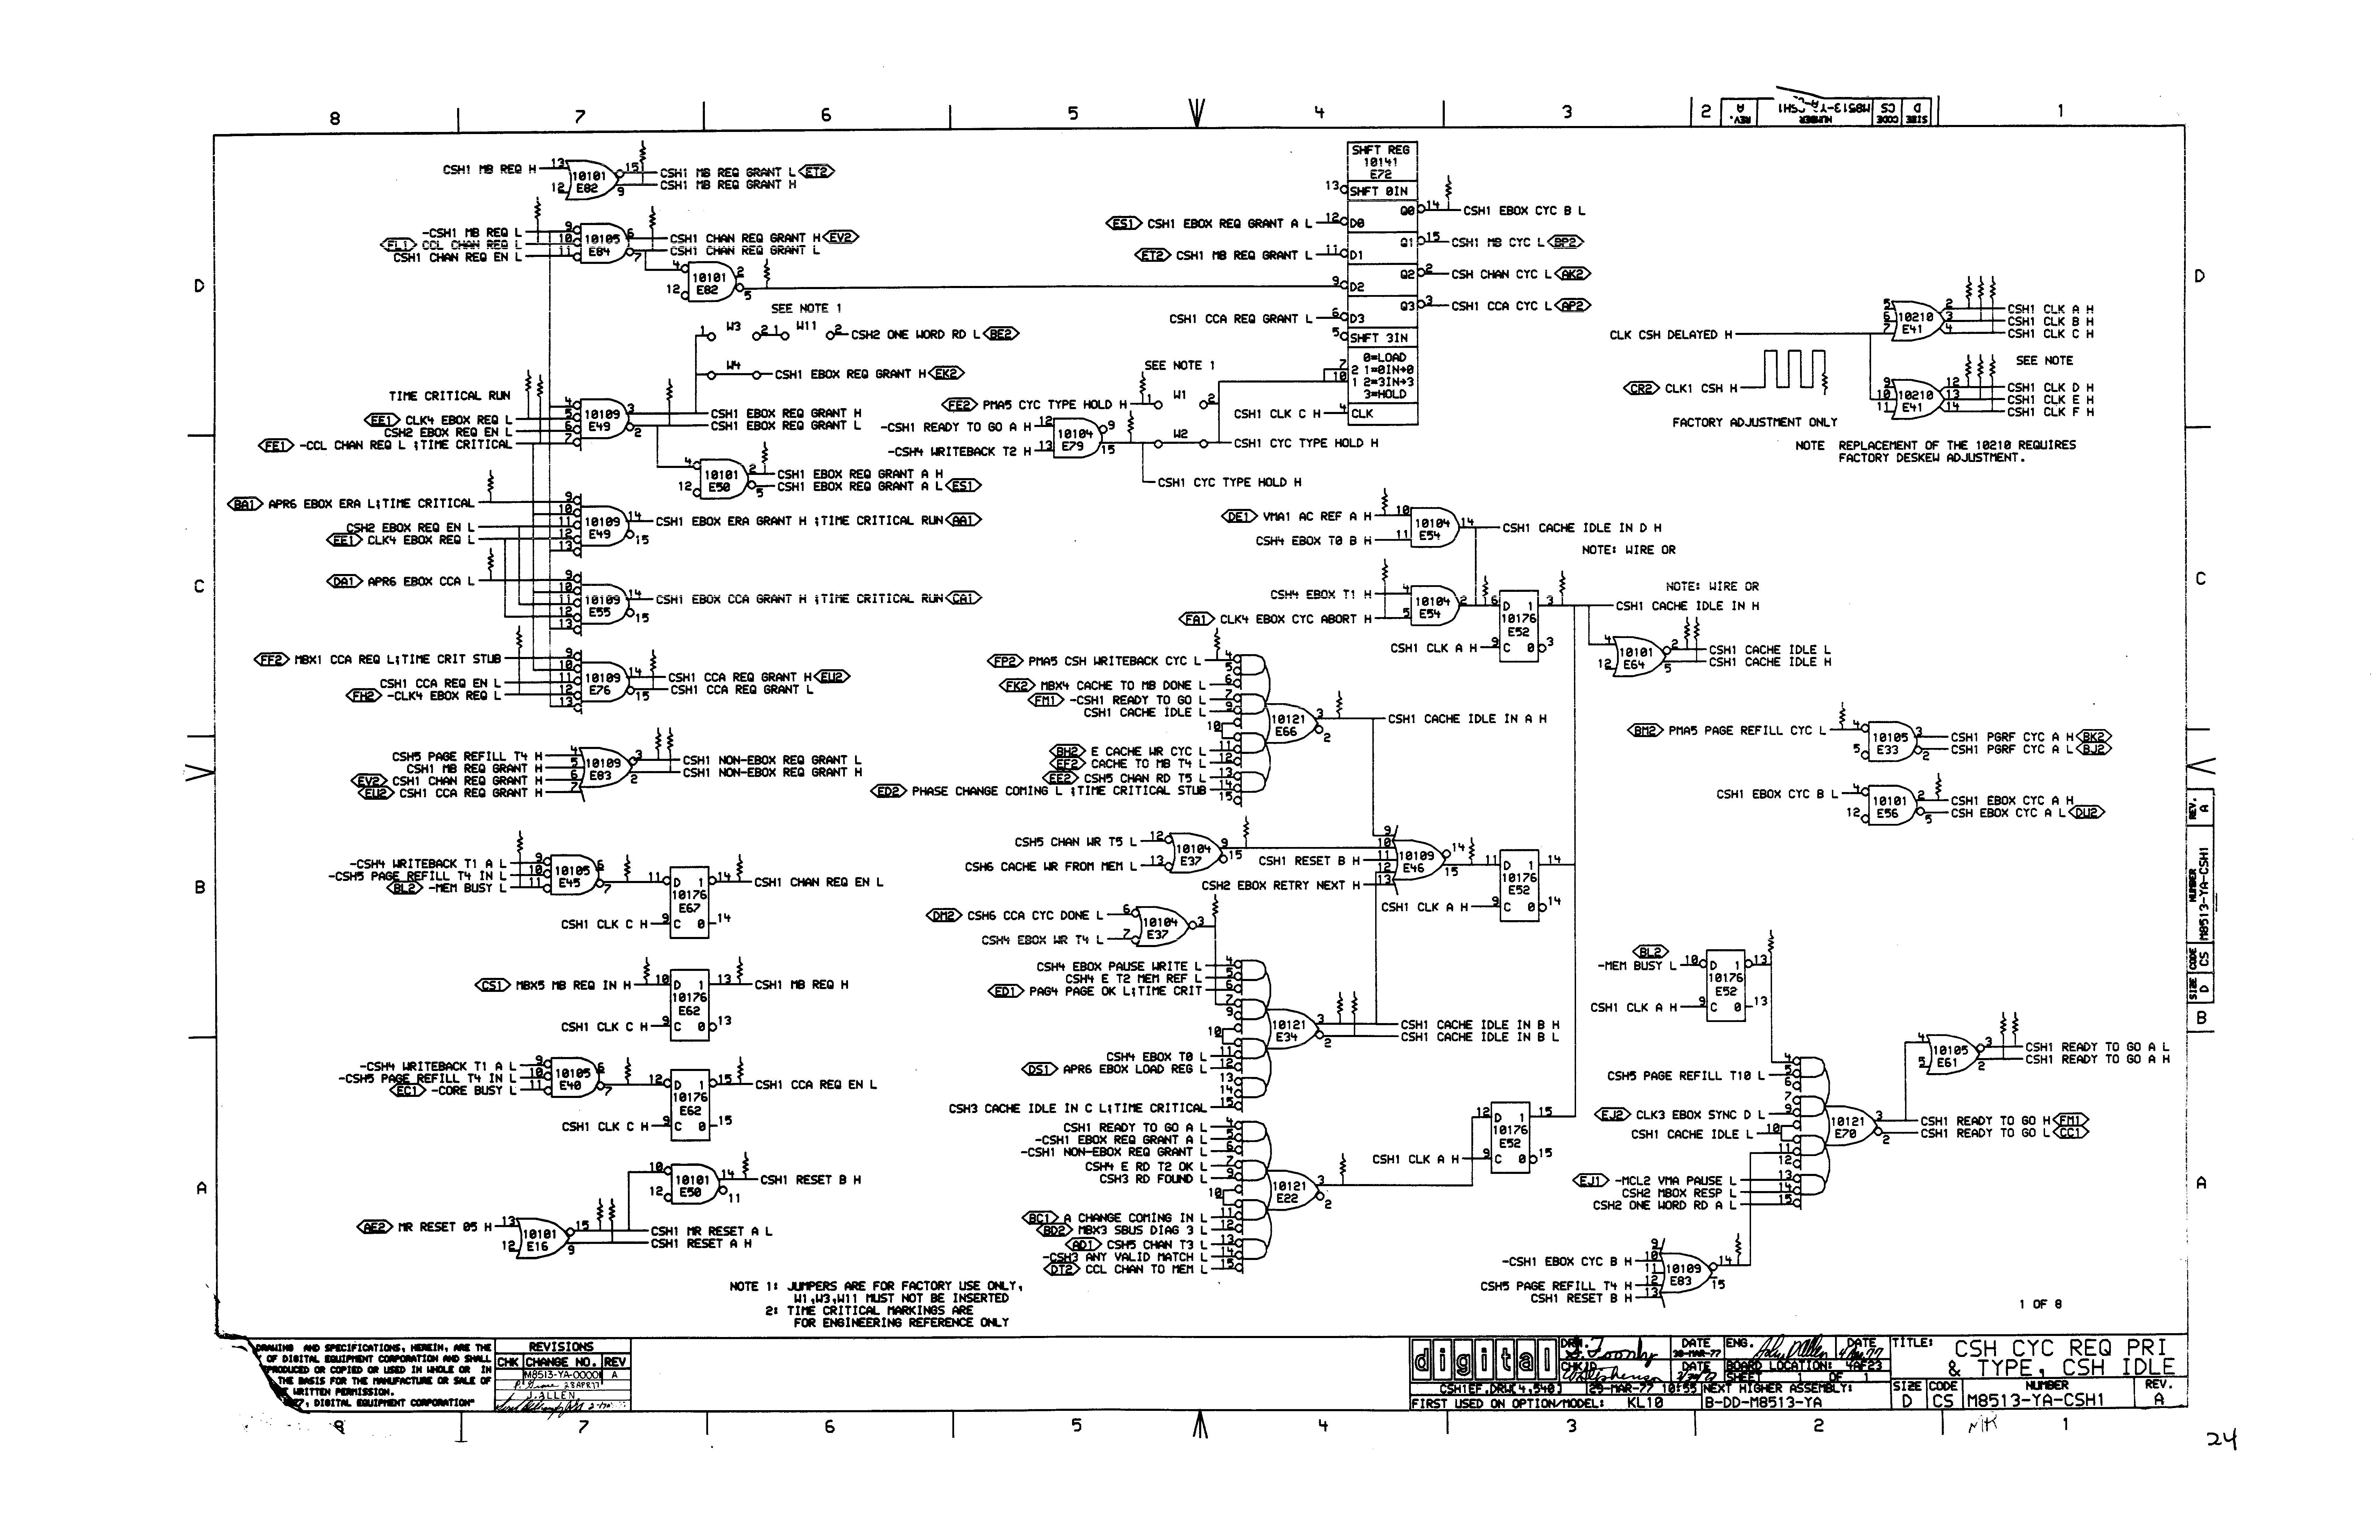 8 7 6 5 4 3 2 1
SIZE D CODE CS NUMBER M8513-YA-CSH1 REV. A
CSH1 MB REQ H 13 12 10101 E82 15 9
CSH1 MB REQ GRANT L ET2
CSH1 MB REQ GRANT H
-CSH1 MB REQ L 9
FL1 CCL CHAN REQ L 10
CSH1 CHAN REQ EN L 11
10105 E84 6 7
CSH1 CHAN REQ GRANT H EV2
CSH1 CHAN REQ GRANT L
4 12 10101 E82 2 5
SEE NOTE 1
1 W3 2 1 W11 2 CSH2 ONE WORD RD L BE2
W4 CSH1 EBOX REQ GRANT H EK2
TIME CRITICAL RUN
EE1 CLK4 EBOX REQ L
CSH2 EBOX REQ EN L
FE1 -CCL CHAN REQ L ;TIME CRITICAL
4 5 6 7 10109 E49 3 2
CSH1 EBOX REQ GRANT H
CSH1 EBOX REQ GRANT L
4 12 10101 E50 2 5
CSH1 EBOX REQ GRANT A H
CSH1 EBOX REQ GRANT A L ES1
BA1 APR6 EBOX ERA L;TIME CRITICAL
CSH2 EBOX REQ EN L
EE1 CLK4 EBOX REQ L
9 10 11 12 13 10109 E49 14 15
CSH1 EBOX ERA GRANT H ;TIME CRITICAL RUN AA1
DA1 APR6 EBOX CCA L
9 10 11 12 13 10109 E55 14 15
CSH1 EBOX CCA GRANT H ;TIME CRITICAL RUN CA1
FF2 MBX1 CCA REQ L;TIME CRIT STUB
CSH1 CCA REQ EN L
FH2 -CLK4 EBOX REQ L
9 10 11 12 13 10109 E76 14 15
CSH1 CCA REQ GRANT H EU2
CSH1 CCA REQ GRANT L
CSH5 PAGE REFILL T4 H 4
CSH1 MB REQ GRANT H 5
EV2 CSH1 CHAN REQ GRANT H 6
EU2 CSH1 CCA REQ GRANT H 7
10109 E83 3 2
CSH1 NON-EBOX REQ GRANT L
CSH1 NON-EBOX REQ GRANT H
-CSH4 WRITEBACK T1 A L 9
-CSH5 PAGE REFILL T4 IN L 10
BL2 -MEM BUSY L 11
10105 E45 6 7
11 D 1 14 CSH1 CHAN REQ EN L
10176 E67
CSH1 CLK C H 9 C 0 14
CS1 MBX5 MB REQ IN H 10 D 1 13 CSH1 MB REQ H
10176 E62
CSH1 CLK C H 9 C 0 13
-CSH4 WRITEBACK T1 A L 9
-CSH5 PAGE REFILL T4 IN L 10
EC1 -CORE BUSY L 11
10105 E40 6 7
12 D 1 15 CSH1 CCA REQ EN L
10176 E62
CSH1 CLK C H 9 C 0 15
10 12 10101 E50 14 11 CSH1 RESET B H
AE2 MR RESET 05 H 13 12 10101 E16 15 9
CSH1 MR RESET A L
CSH1 RESET A H
SHFT REG
10141
E72
13 SHFT 0IN
Q0 14 CSH1 EBOX CYC B L
ES1 CSH1 EBOX REQ GRANT A L 12 D0
Q1 15 CSH1 MB CYC L BP2
ET2 CSH1 MB REQ GRANT L 11 D1
Q2 2 CSH CHAN CYC L AK2
9 D2
Q3 3 CSH1 CCA CYC L AP2
CSH1 CCA REQ GRANT L 6 D3
5 SHFT 3IN
0=LOAD
7 2 1=0IN+0
10 1 2=3IN+3
3=HOLD
CSH1 CLK C H 4 CLK
SEE NOTE 1
FE2 PMA5 CYC TYPE HOLD H 1 W1 2
-CSH1 READY TO GO A H 12
-CSH4 WRITEBACK T2 H 13
10104 E79 9 15
W2 CSH1 CYC TYPE HOLD H
CSH1 CYC TYPE HOLD H
DE1 VMA1 AC REF A H 10
CSH4 EBOX T0 B H 11
10104 E54 14 CSH1 CACHE IDLE IN D H
NOTE: WIRE OR
CSH4 EBOX T1 H 4
FA1 CLK4 EBOX CYC ABORT H 5
10104 E54 2 6 D 1 3
10176 E52
CSH1 CLK A H 9 C 0 3
NOTE: WIRE OR
CSH1 CACHE IDLE IN H
4 12 10101 E64 2 5
CSH1 CACHE IDLE L
CSH1 CACHE IDLE H
FP2 PMA5 CSH WRITEBACK CYC L 4
5
FK2 MBX4 CACHE TO MB DONE L 6
FM1 -CSH1 READY TO GO L 7
CSH1 CACHE IDLE L 9
10
BH2 E CACHE WR CYC L 11
EF2 CACHE TO MB T4 L 12
EE2 CSH5 CHAN RD T5 L 13
ED2 PHASE CHANGE COMING L ;TIME CRITICAL STUB 14
15
10121 E66 3 2 CSH1 CACHE IDLE IN A H
CSH5 CHAN WR T5 L 12
CSH6 CACHE WR FROM MEM L 13
10104 E37 9 15
CSH1 RESET B H 11
CSH2 EBOX RETRY NEXT H 13
9 10 12 10109 E46 14 15
11 D 1 14
10176 E52
CSH1 CLK A H 9 C 0 14
DM2 CSH6 CCA CYC DONE L 6
CSH4 EBOX WR T4 L 7
10104 E37 3
CSH4 EBOX PAUSE WRITE L 4
CSH4 E T2 MEM REF L 5
ED1 PAG4 PAGE OK L;TIME CRIT 6
7
9
10
CSH4 EBOX T0 L 11
DS1 APR6 EBOX LOAD REG L 12
13
14
CSH3 CACHE IDLE IN C L;TIME CRITICAL 15
10121 E34 3 2
CSH1 CACHE IDLE IN B H
CSH1 CACHE IDLE IN B L
CSH1 READY TO GO A L 4
-CSH1 EBOX REQ GRANT A L 5
-CSH1 NON-EBOX REQ GRANT L 6
CSH4 E RD T2 OK L 7
CSH3 RD FOUND L 9
10
BC1 A CHANGE COMING IN L 11
BD2 MBX3 SBUS DIAG 3 L 12
AD1 CSH5 CHAN T3 L 13
-CSH3 ANY VALID MATCH L 14
DT2 CCL CHAN TO MEM L 15
10121 E22 3 2
12 D 1 15
10176 E52
CSH1 CLK A H 9 C 0 15
CLK CSH DELAYED H
CR2 CLK1 CSH H
FACTORY ADJUSTMENT ONLY
5 6 7 10210 E41 2 3 4
CSH1 CLK A H
CSH1 CLK B H
CSH1 CLK C H
SEE NOTE
9 10 11 10210 E41 12 13 14
CSH1 CLK D H
CSH1 CLK E H
CSH1 CLK F H
NOTE REPLACEMENT OF THE 10210 REQUIRES
FACTORY DESKEW ADJUSTMENT.
BM2 PMA5 PAGE REFILL CYC L 4 5 10105 E33 3 2
CSH1 PGRF CYC A H BK2
CSH1 PGRF CYC A L BJ2
CSH1 EBOX CYC B L 4 12 10101 E56 2 5
CSH1 EBOX CYC A H
CSH EBOX CYC A L DU2
BL2
-MEM BUSY L 10 D 1 13
10176 E52
CSH1 CLK A H 9 C 0 13
4
CSH5 PAGE REFILL T10 L 5
6
7
EJ2 CLK3 EBOX SYNC D L 9
CSH1 CACHE IDLE L 10
11
12
EJ1 -MCL2 VMA PAUSE L 13
CSH2 MBOX RESP L 14
CSH2 ONE WORD RD A L 15
10121 E70 3 2
CSH1 READY TO GO H FM1
CSH1 READY TO GO L CC1
4 5 10105 E61 3 2
CSH1 READY TO GO A L
CSH1 READY TO GO A H
-CSH1 EBOX CYC B H 10
CSH5 PAGE REFILL T4 H 12
CSH1 RESET B H 13
9 11 10109 E83 14 15
NOTE 1: JUMPERS ARE FOR FACTORY USE ONLY,
W1,W3,W11 MUST NOT BE INSERTED
2: TIME CRITICAL MARKINGS ARE
FOR ENGINEERING REFERENCE ONLY
1 OF 8
D C B A
D C B A
SIZE D CODE CS NUMBER M8513-YA-CSH1 REV. A
DRAWING AND SPECIFICATIONS, HEREIN, ARE THE
OF DIGITAL EQUIPMENT CORPORATION AND SHALL
REPRODUCED OR COPIED OR USED IN WHOLE OR IN
THE BASIS FOR THE MANUFACTURE OR SALE OF
WRITTEN PERMISSION.
DIGITAL EQUIPMENT CORPORATION"
REVISIONS
CHK CHANGE NO. REV
M8513-YA-00001 A
J.ALLEN
digital
DRN. DATE 28-MAR-77 ENG. DATE
CHK'D DATE BOARD LOCATION: 4AF23
SHEET 1 OF 1
CSH1EF.DRW[4,540] 29-MAR-77 10:55 NEXT HIGHER ASSEMBLY:
FIRST USED ON OPTION/MODEL: KL10 B-DD-M8513-YA
TITLE: CSH CYC REQ PRI
& TYPE, CSH IDLE
SIZE CODE NUMBER REV.
D CS M8513-YA-CSH1 A
8 7 6 5 4 3 2 1
24